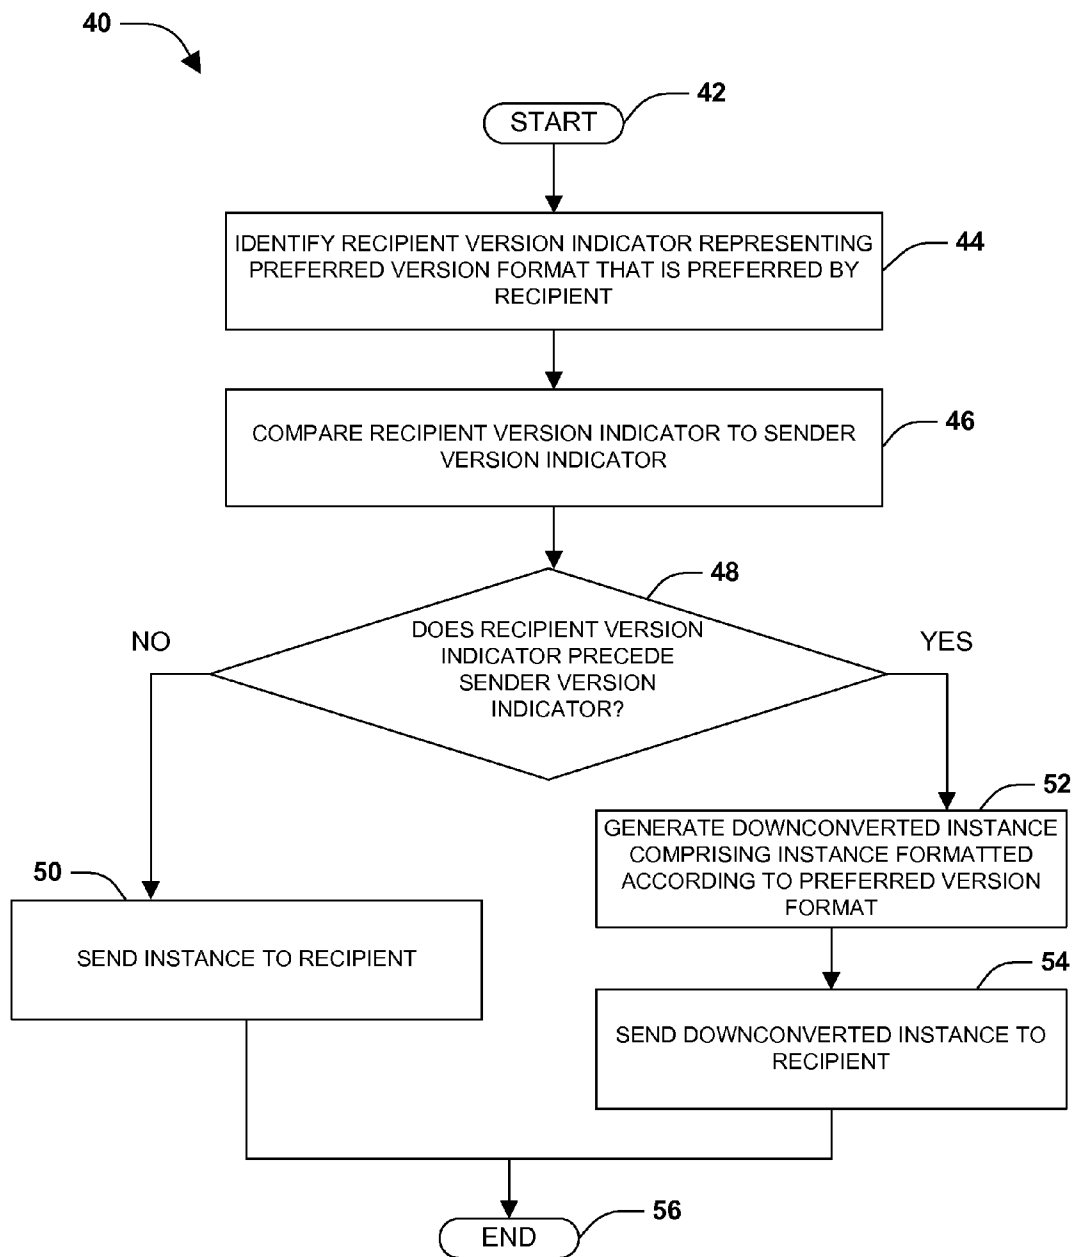 40
42
START
IDENTIFY RECIPIENT VERSION INDICATOR REPRESENTING
PREFERRED VERSION FORMAT THAT IS PREFERRED BY
RECIPIENT
44
COMPARE RECIPIENT VERSION INDICATOR TO SENDER
VERSION INDICATOR
46
48
DOES RECIPIENT VERSION
INDICATOR PRECEDE
SENDER VERSION
INDICATOR?
NO
YES
52
GENERATE DOWNCONVERTED INSTANCE
COMPRISING INSTANCE FORMATTED
ACCORDING TO PREFERRED VERSION
FORMAT
50
SEND INSTANCE TO RECIPIENT
54
SEND DOWNCONVERTED INSTANCE TO
RECIPIENT
56
END